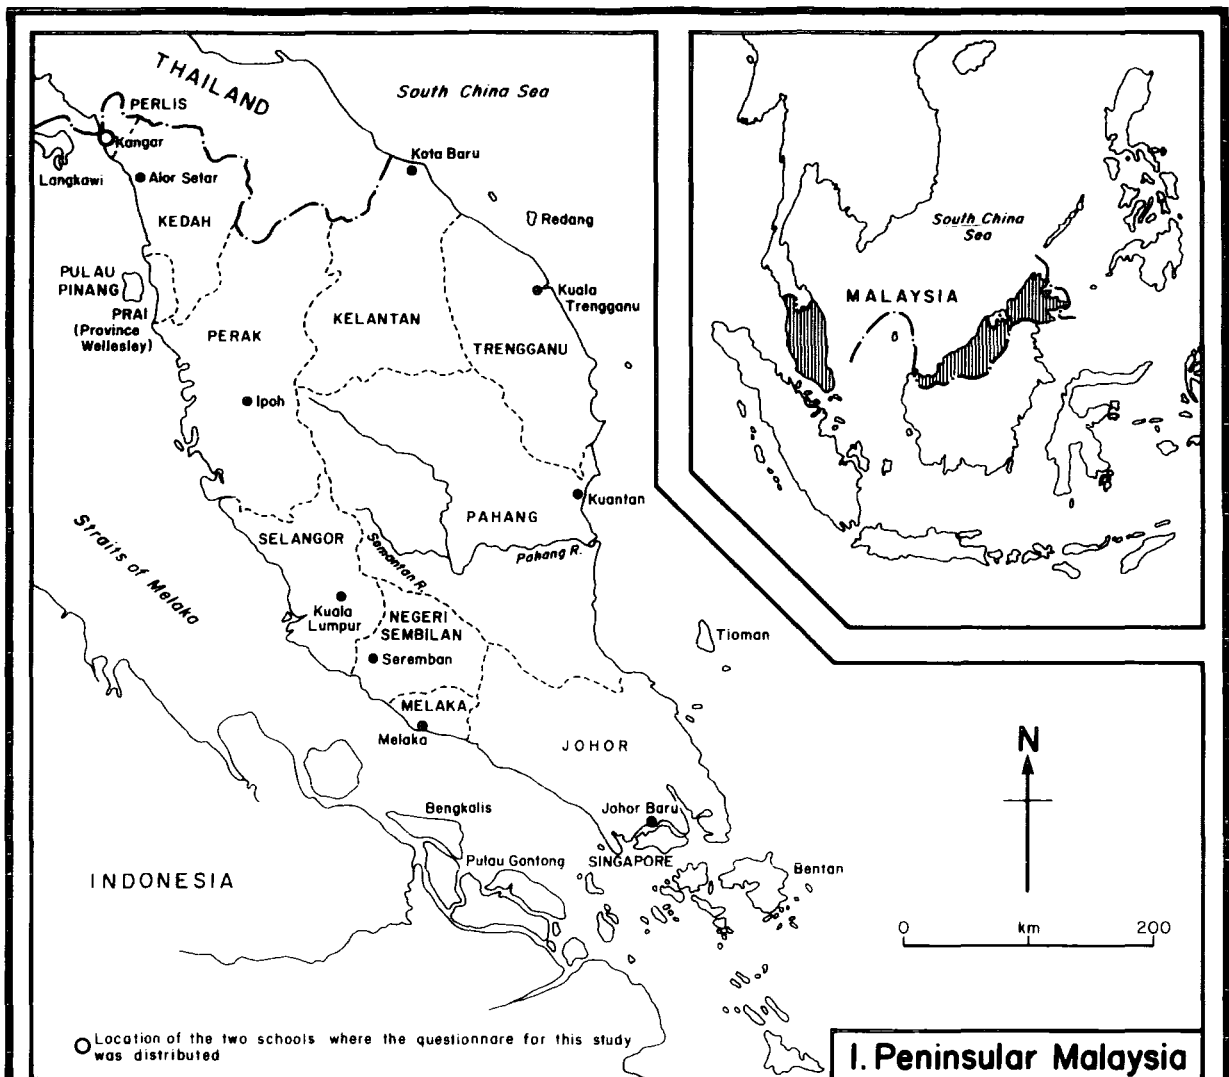 THAILAND
South China Sea
PERLIS
Kangar
Kota Baru
Langkawi
Alor Setar
KEDAH
Redang
PULAU
PINANG
Kuala
Trengganu
PRAI
(Province
Wellesley)
PERAK
KELANTAN
TRENGGANU
Ipoh
Kuantan
PAHANG
SELANGOR
Semantan R.
Pahang R.
Straits of Melaka
Kuala
Lumpur
NEGERI
SEMBILAN
Seremban
Tioman
MELAKA
Melaka
JOHOR
Bengkalis
Johor Baru
Pulau Gontong
SINGAPORE
Bentan
INDONESIA
South China
Sea
MALAYSIA
N
0 km 200
Location of the two schools where the questionnare for this study
was distributed
I. Peninsular Malaysia